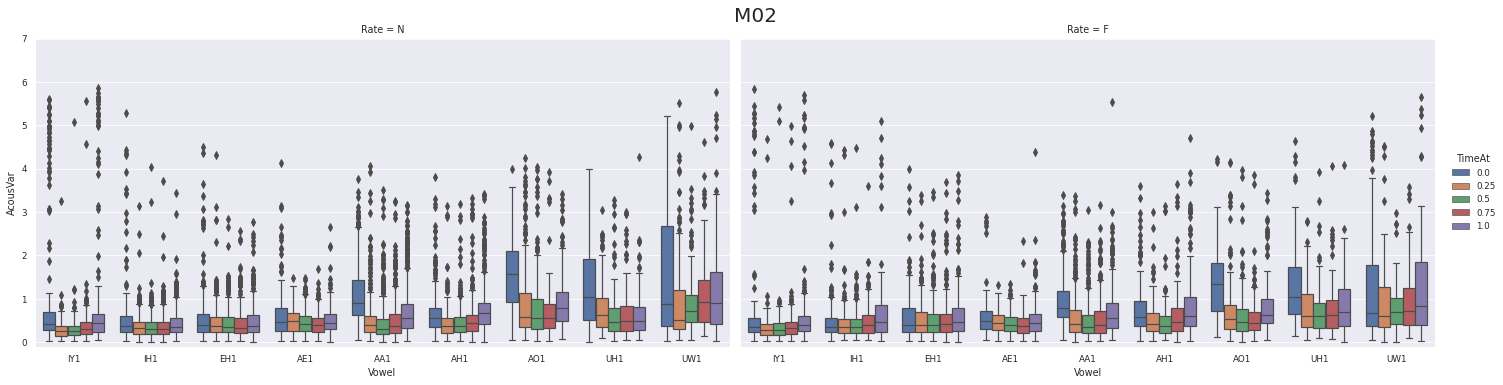 M02
Rate = N
Rate = F
7
6
5
4
3
2
1
0
AcousVar
IY1 IH1 EH1 AE1 AA1 AH1 AO1 UH1 UW1
Vowel
IY1 IH1 EH1 AE1 AA1 AH1 AO1 UH1 UW1
Vowel
TimeAt
0.0
0.25
0.5
0.75
1.0